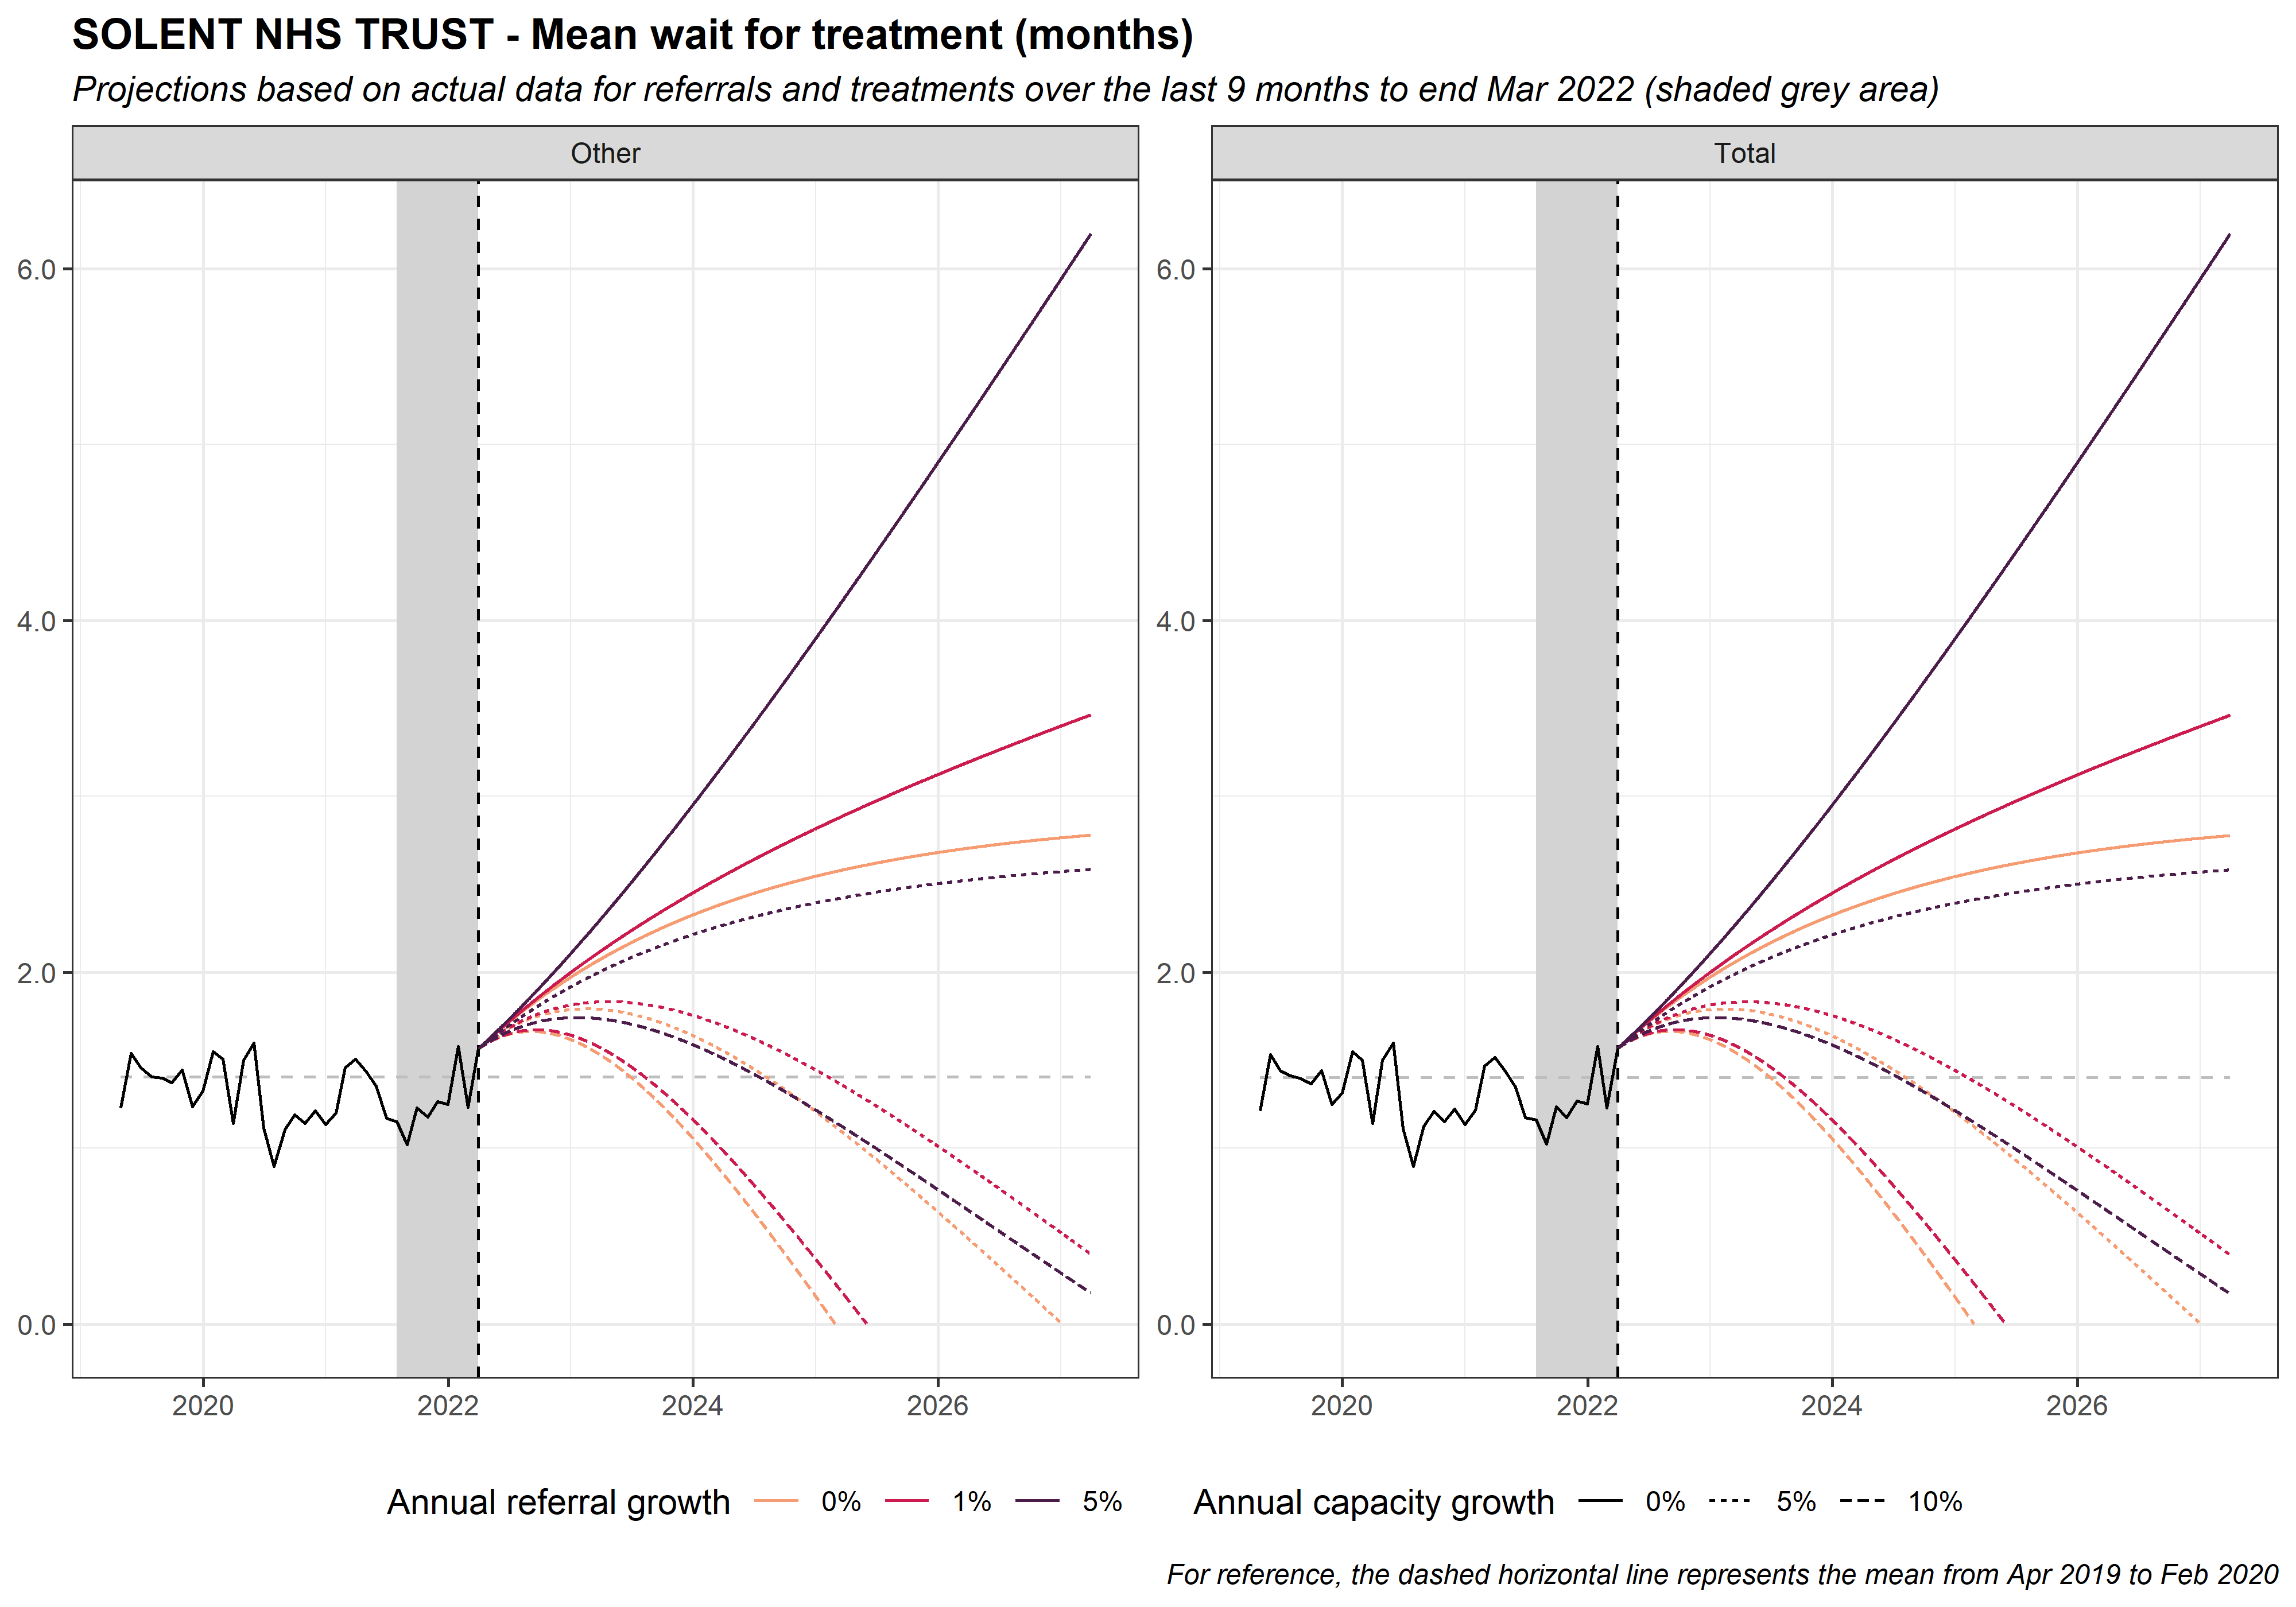 SOLENT NHS TRUST - Mean wait for treatment (months)
Projections based on actual data for referrals and treatments over the last 9 months to end Mar 2022 (shaded grey area)
Other
Total
6.0
4.0
2.0
0.0
6.0
4.0
2.0
0.0
2020 2022 2024 2026
2020 2022 2024 2026
Annual referral growth 0% 1% 5%
Annual capacity growth 0% 5% 10%
For reference, the dashed horizontal line represents the mean from Apr 2019 to Feb 2020